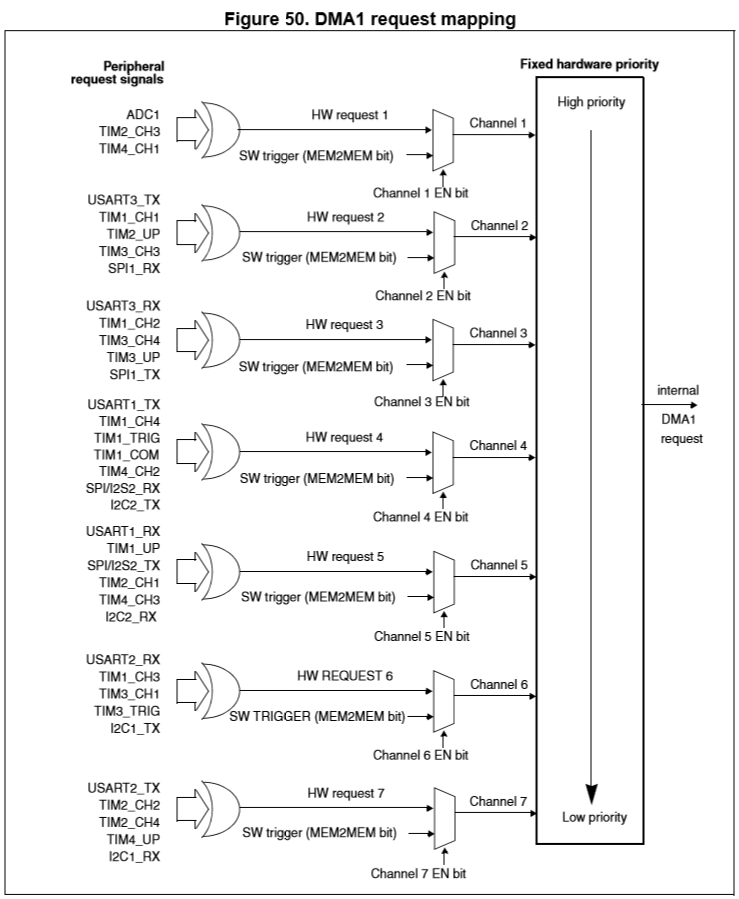 Figure 50. DMA1 request mapping
Peripheral
request signals
Fixed hardware priority
High priority
ADC1
TIM2_CH3
TIM4_CH1
HW request 1
SW trigger (MEM2MEM bit)
Channel 1
Channel 1 EN bit
USART3_TX
TIM1_CH1
TIM2_UP
TIM3_CH3
SPI1_RX
HW request 2
SW trigger (MEM2MEM bit)
Channel 2
Channel 2 EN bit
USART3_RX
TIM1_CH2
TIM3_CH4
TIM3_UP
SPI1_TX
HW request 3
SW trigger (MEM2MEM bit)
Channel 3
Channel 3 EN bit
internal
DMA1
request
USART1_TX
TIM1_CH4
TIM1_TRIG
TIM1_COM
TIM4_CH2
SPI/I2S2_RX
I2C2_TX
HW request 4
SW trigger (MEM2MEM bit)
Channel 4
Channel 4 EN bit
USART1_RX
TIM1_UP
SPI/I2S2_TX
TIM2_CH1
TIM4_CH3
I2C2_RX
HW request 5
SW trigger (MEM2MEM bit)
Channel 5
Channel 5 EN bit
USART2_RX
TIM1_CH3
TIM3_CH1
TIM3_TRIG
I2C1_TX
HW REQUEST 6
SW TRIGGER (MEM2MEM bit)
Channel 6
Channel 6 EN bit
USART2_TX
TIM2_CH2
TIM2_CH4
TIM4_UP
I2C1_RX
HW request 7
SW trigger (MEM2MEM bit)
Channel 7
Channel 7 EN bit
Low priority